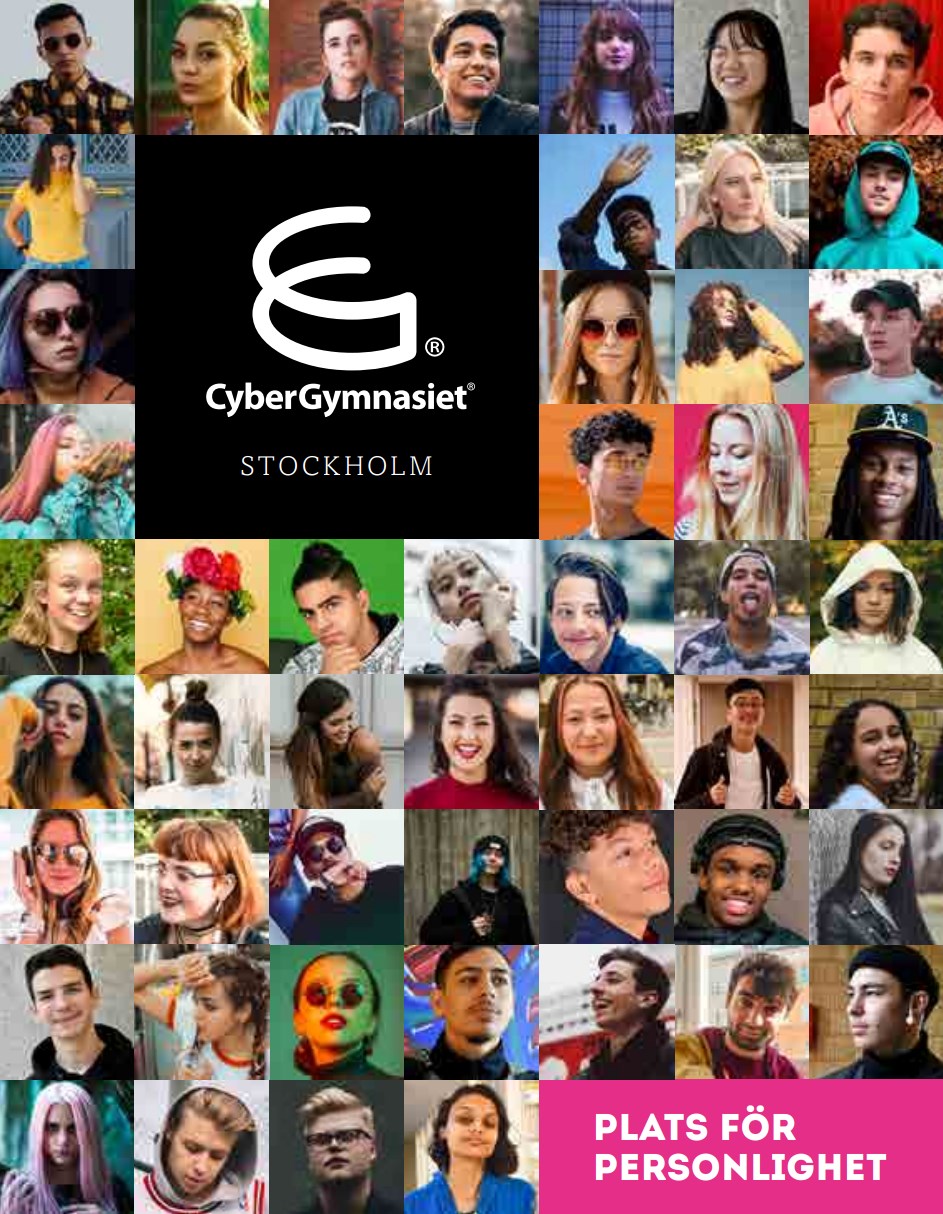 ®
CyberGymnasiet®
STOCKHOLM
A's
PLATS FÖR
PERSONLIGHET